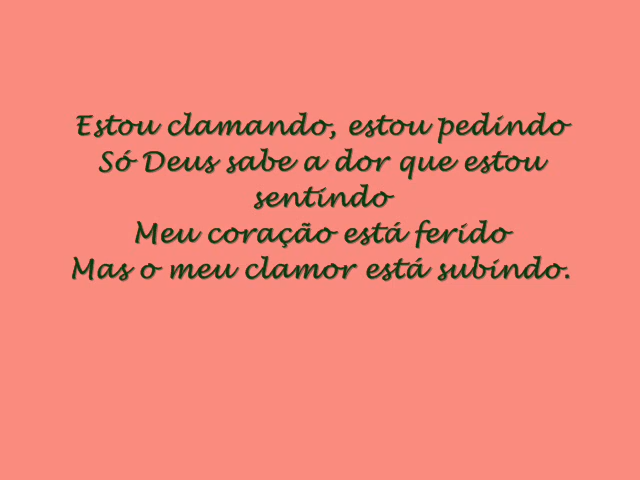 Estou clamando, estou pedindo
Só Deus sabe a dor que estou
sentindo
Meu coração está ferido
Mas o meu clamor está subindo.